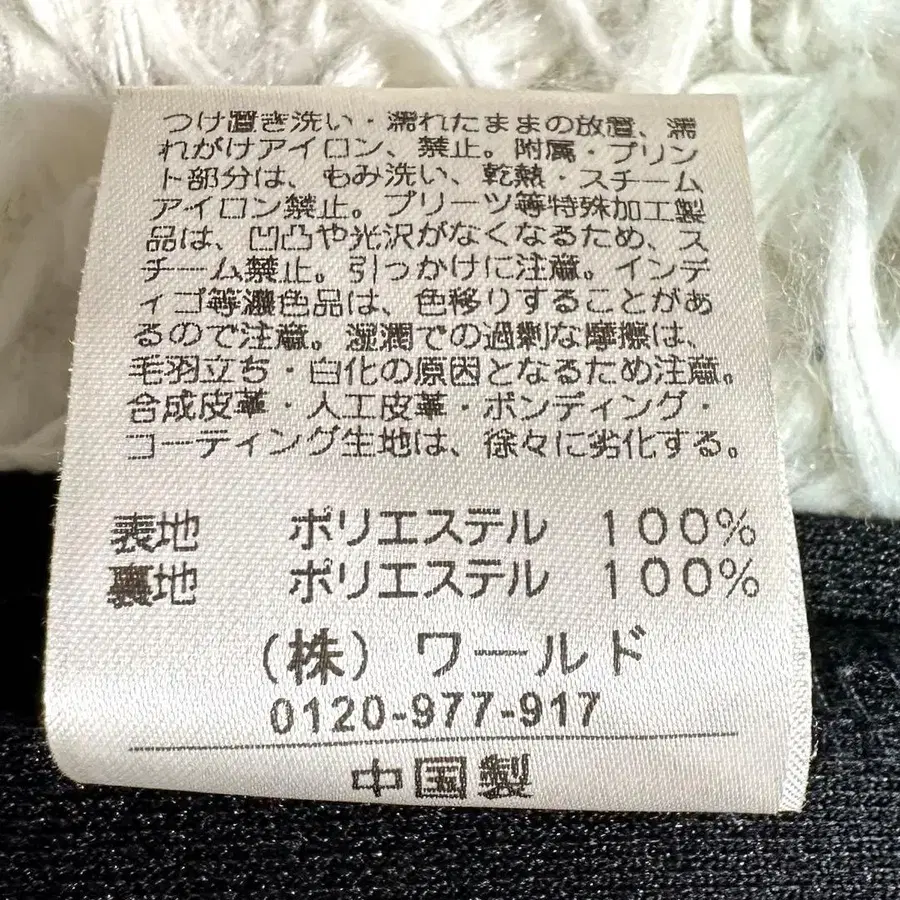 つけ置き洗い・濡れたままの放置、濡
れがけアイロン、禁止。附属・プリン
ト部分は、もみ洗い、乾熱・スチーム
アイロン禁止。プリーツ等特殊加工製
品は、凹凸や光沢がなくなるため、ス
チーム禁止。引っかけに注意。インデ
ィゴ等濃色品は、色移りすることがあ
るので注意。湿潤での過剰な摩擦は、
毛羽立ち・白化の原因となるため注意。
合成皮革・人工皮革・ボンディング・
コーティング生地は、徐々に劣化する。
表地 ポリエステル 100%
裏地 ポリエステル 100%
(株) ワールド
0120-977-917
中国製